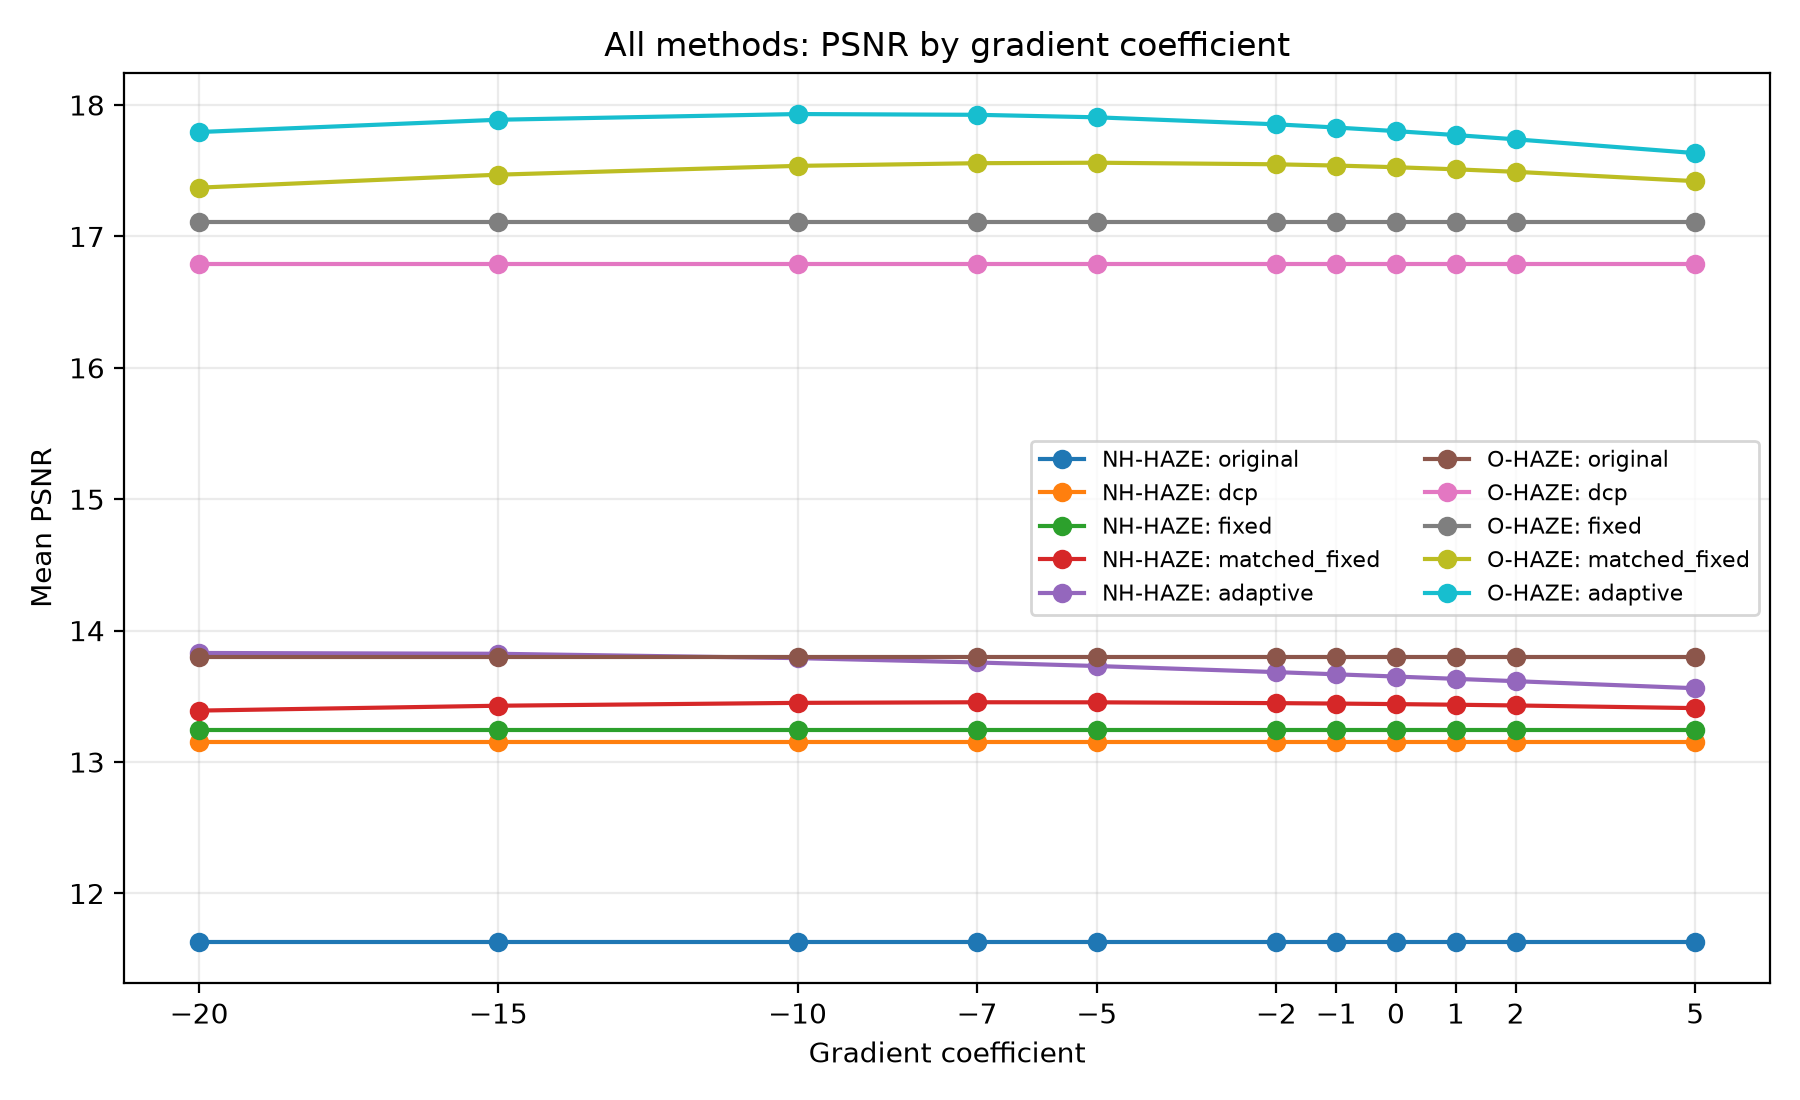 All methods: PSNR by gradient coefficient
18
17
16
15
14
13
12
Mean PSNR
NH-HAZE: original
NH-HAZE: dcp
NH-HAZE: fixed
NH-HAZE: matched_fixed
NH-HAZE: adaptive
O-HAZE: original
O-HAZE: dcp
O-HAZE: fixed
O-HAZE: matched_fixed
O-HAZE: adaptive
−20 −15 −10 −7 −5 −2 −1 0 1 2 5
Gradient coefficient